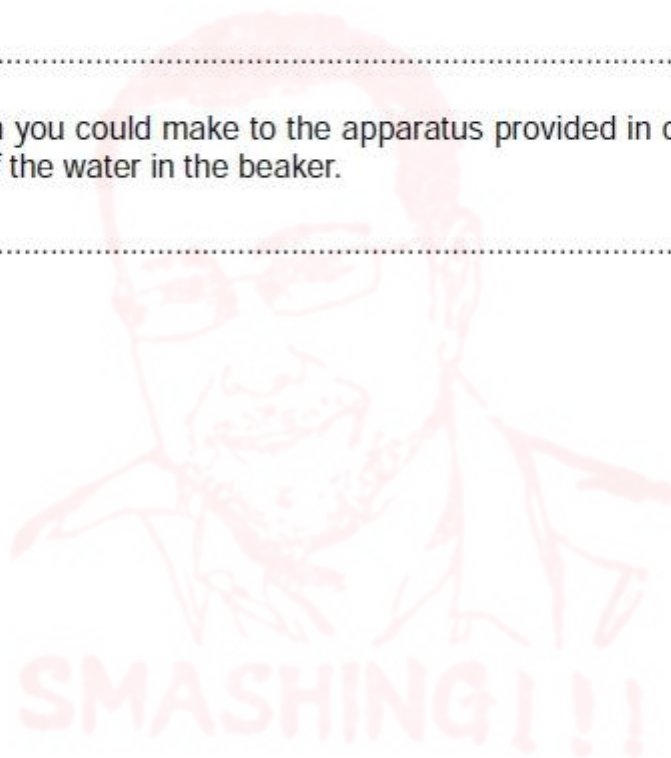 you could make to the apparatus provided in
the water in the beaker.
SMASHING!!!